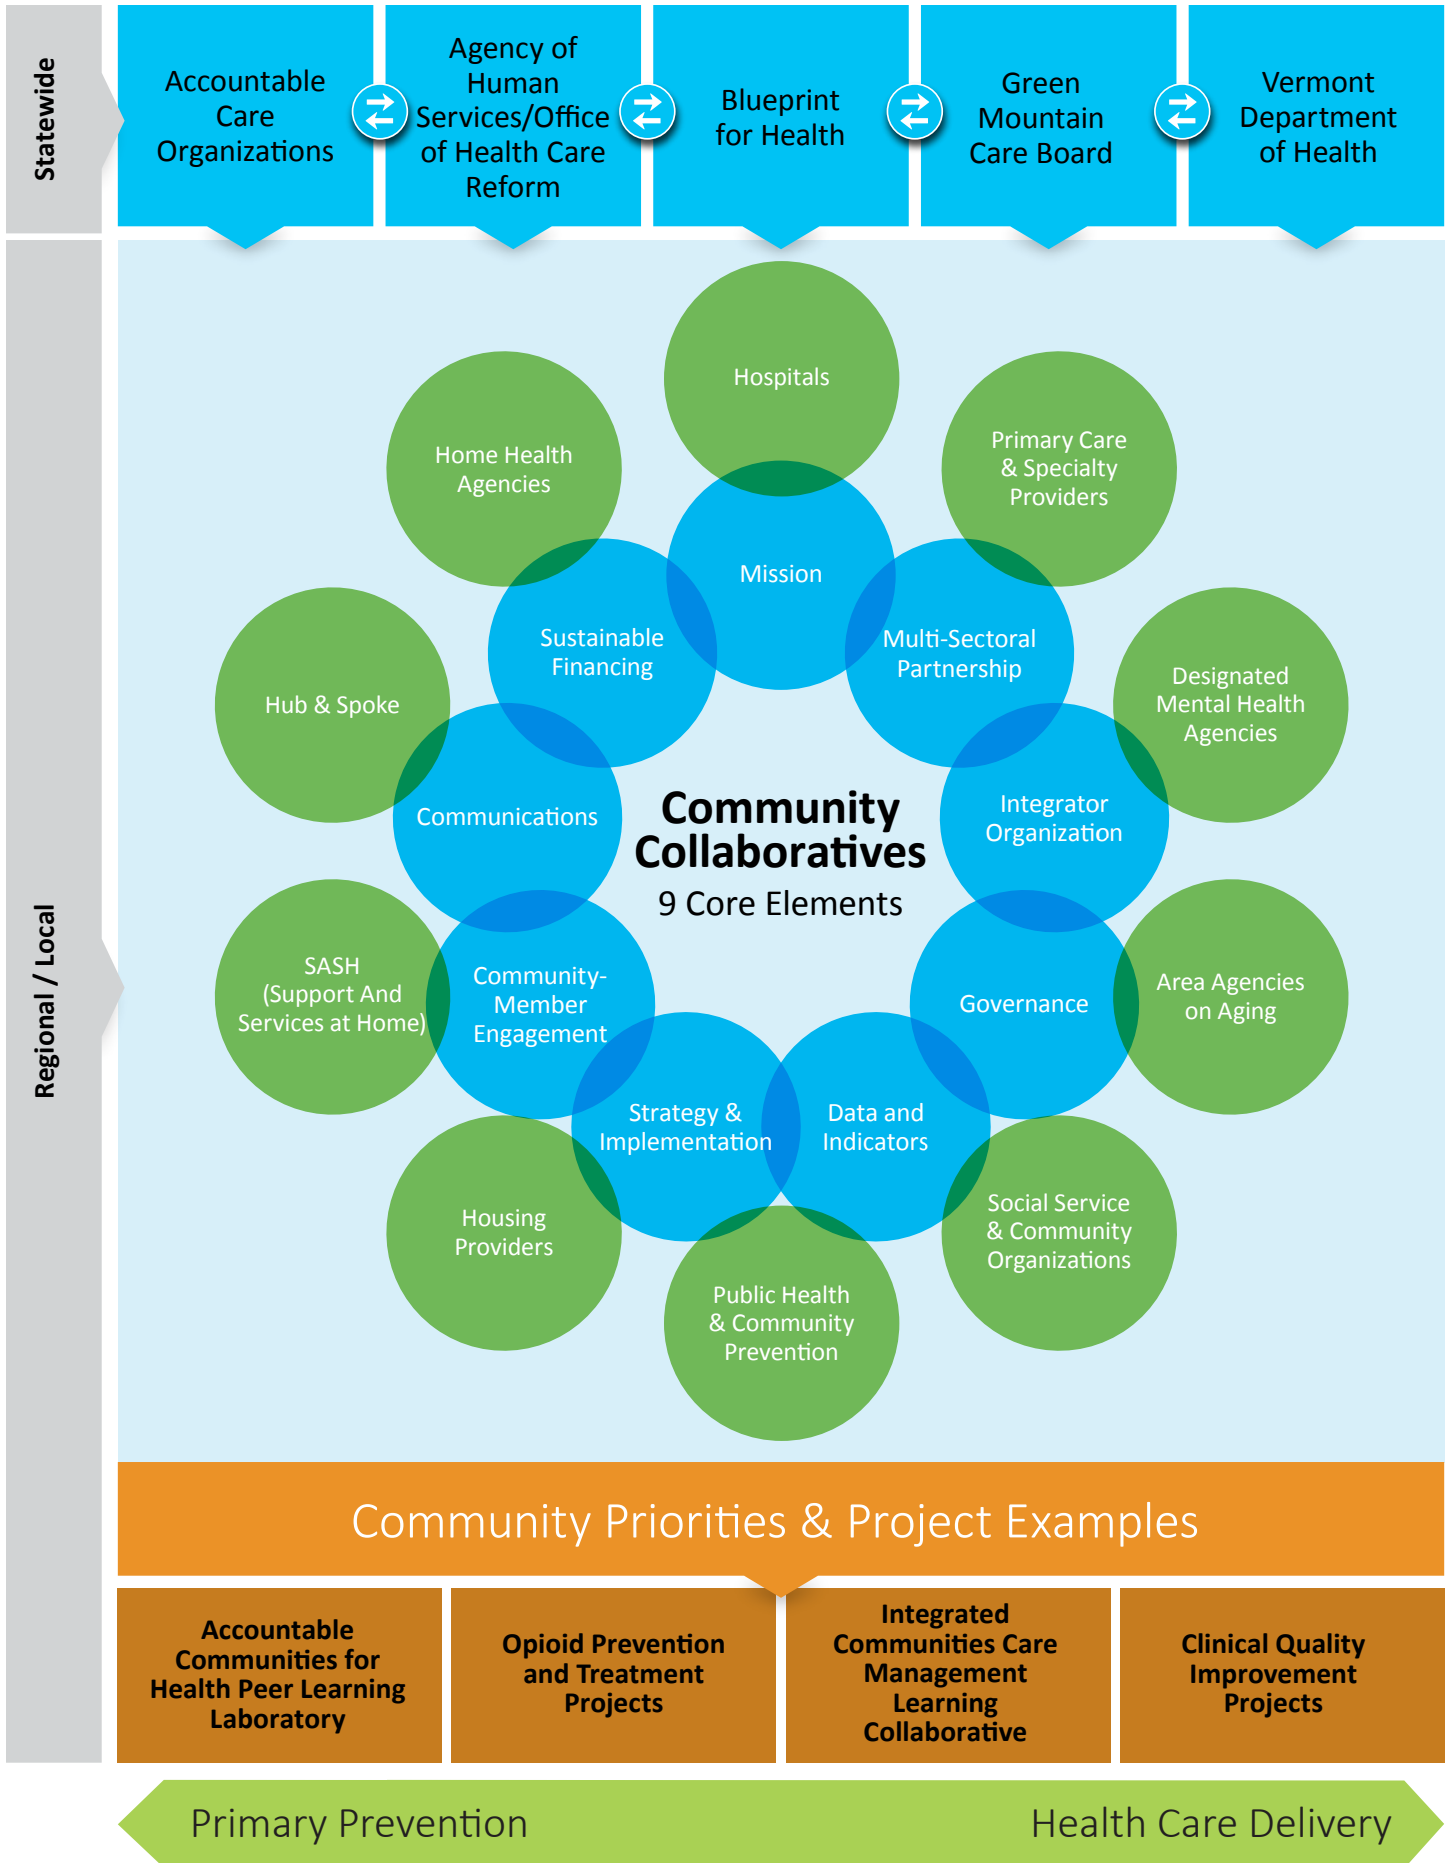 Statewide
Accountable
Care
Organizations
Agency of
Human
Services/Office
of Health Care
Reform
Blueprint
for Health
Green
Mountain
Care Board
Vermont
Department
of Health
Regional / Local
Hospitals
Home Health
Agencies
Primary Care
& Specialty
Providers
Mission
Sustainable
Financing
Multi-Sectoral
Partnership
Hub & Spoke
Designated
Mental Health
Agencies
Communications
Integrator
Organization
Community
Collaboratives
9 Core Elements
SASH
(Support And
Services at Home)
Community-
Member
Engagement
Governance
Area Agencies
on Aging
Strategy &
Implementation
Data and
Indicators
Housing
Providers
Social Service
& Community
Organizations
Public Health
& Community
Prevention
Community Priorities & Project Examples
Accountable
Communities for
Health Peer Learning
Laboratory
Opioid Prevention
and Treatment
Projects
Integrated
Communities Care
Management
Learning
Collaborative
Clinical Quality
Improvement
Projects
Primary Prevention
Health Care Delivery